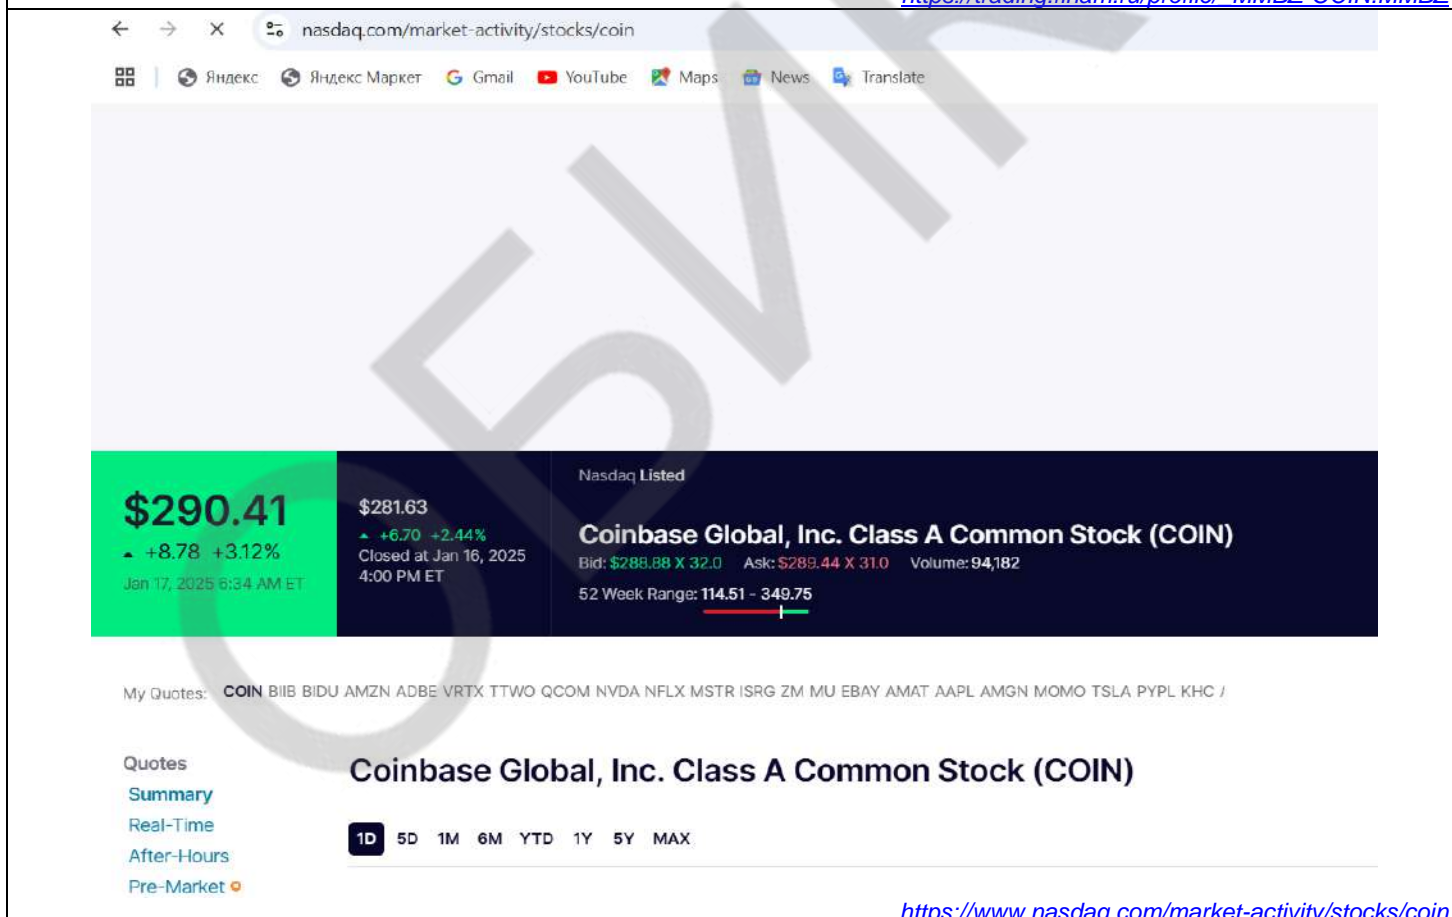 nasdaq.com/market-activity/stocks/coin
Яндекс Яндекс Маркет Gmail YouTube Maps News Translate
Nasdaq Listed
$290.41
+8.78 +3.12%
Jan 17, 2025 6:34 AM ET
$281.63
+6.70 +2.44%
Closed at Jan 16, 2025
4:00 PM ET
Coinbase Global, Inc. Class A Common Stock (COIN)
Bid: $288.88 X 32.0 Ask: $289.44 X 31.0 Volume: 94,182
52 Week Range: 114.51 - 349.75
My Quotes: COIN BIIB BIDU AMZN ADBE VRTX TTWO QCOM NVDA NFLX MSTR ISRG ZM MU EBAY AMAT AAPL AMGN MOMO TSLA PYPL KHC
Quotes
Summary
Real-Time
After-Hours
Pre-Market
Coinbase Global, Inc. Class A Common Stock (COIN)
1D 5D 1M 6M YTD 1Y 5Y MAX
https://www.nasdaq.com/market-activity/stocks/coin
ОБИК